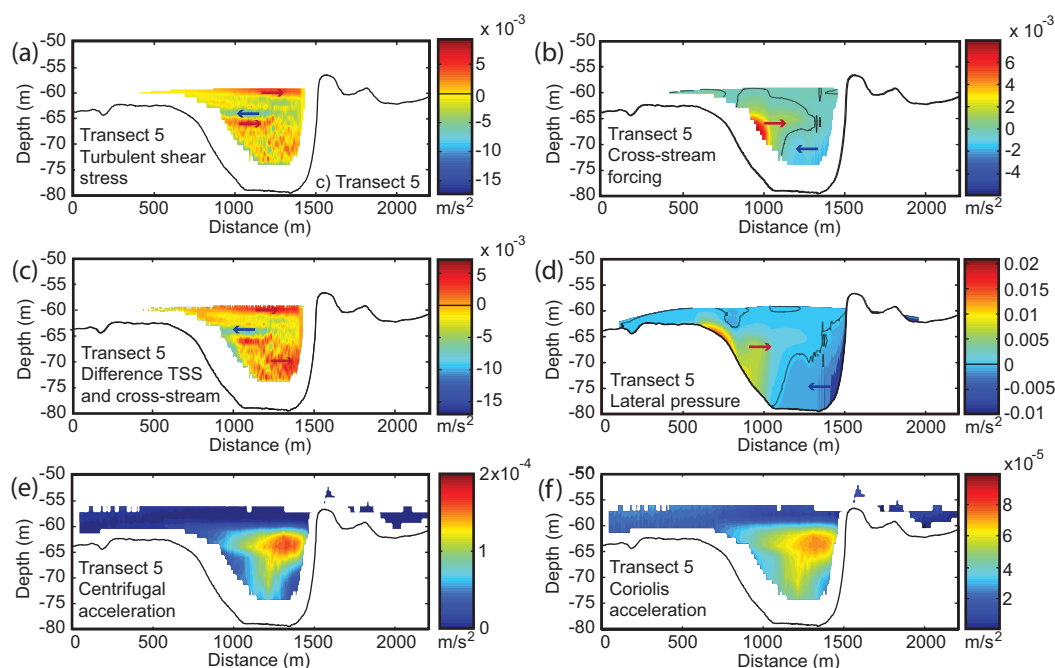 (a)
x 10⁻³
Depth (m)
-50
-55
-60
-65
-70
-75
-80
Transect 5
Turbulent shear
stress
c) Transect 5
0 500 1000 1500 2000
Distance (m)
5
0
-5
-10
-15
m/s²
(b)
x 10⁻³
Depth (m)
-50
-55
-60
-65
-70
-75
-80
Transect 5
Cross-stream
forcing
0 500 1000 1500 2000
Distance (m)
6
4
2
0
-2
-4
m/s²
(c)
x 10⁻³
Depth (m)
-50
-55
-60
-65
-70
-75
-80
Transect 5
Difference TSS
and cross-stream
0 500 1000 1500 2000
Distance (m)
5
0
-5
-10
-15
m/s²
(d)
Depth (m)
-50
-55
-60
-65
-70
-75
-80
Transect 5
Lateral pressure
0 500 1000 1500 2000
Distance (m)
0.02
0.015
0.01
0.005
0
-0.005
-0.01
m/s²
(e)
Depth (m)
-50
-55
-60
-65
-70
-75
-80
Transect 5
Centrifugal
acceleration
0 500 1000 1500 2000
Distance (m)
2x10⁻⁴
1
0
m/s²
(f)
x 10⁻⁵
Depth (m)
-50
-55
-60
-65
-70
-75
-80
Transect 5
Coriolis
acceleration
0 500 1000 1500 2000
Distance (m)
8
6
4
2
m/s²